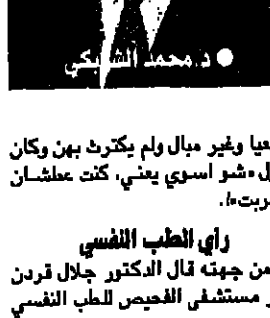 د. محمد الشوبكي
عيا وغير مبال ولم يكترث بهن وكان
ل «شو اسوي يعني، كنت عطشان
ربت»!.
رأي الطب النفسي
من جهته قال الدكتور جلال قردن
مستشفى الفحيص للطب النفسي